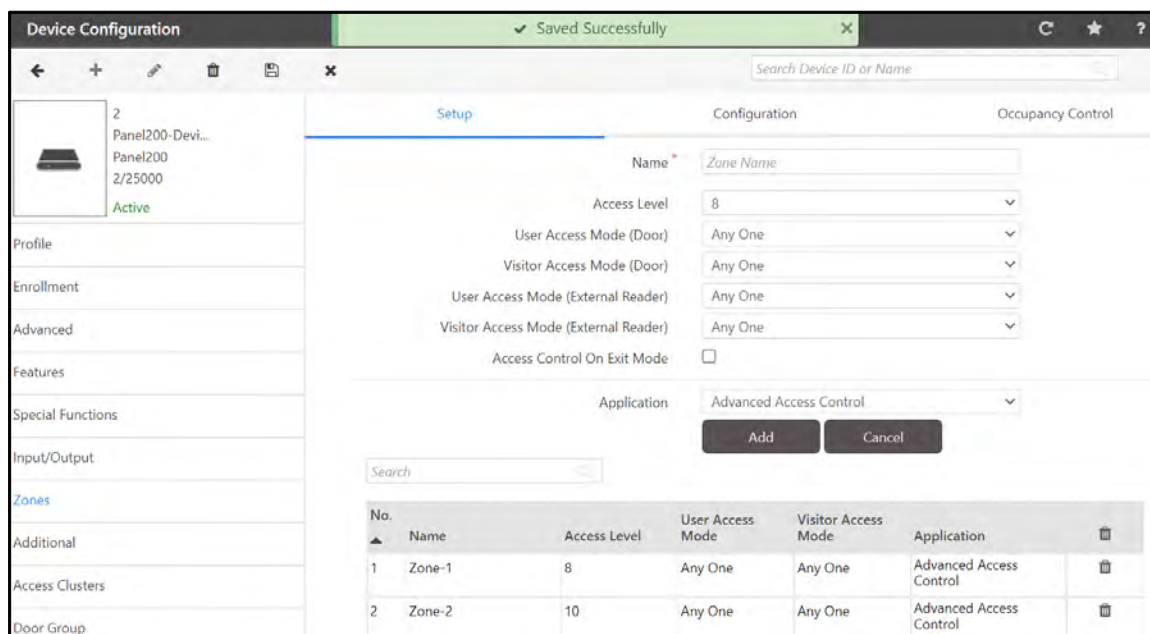 Device Configuration
Saved Successfully
?
Search Device ID or Name
2
Panel200-Devi...
Panel200
2/25000
Active
Profile
Enrollment
Advanced
Features
Special Functions
Input/Output
Zones
Additional
Access Clusters
Door Group
Setup Configuration Occupancy Control
Name * Zone Name
Access Level 8
User Access Mode (Door) Any One
Visitor Access Mode (Door) Any One
User Access Mode (External Reader) Any One
Visitor Access Mode (External Reader) Any One
Access Control On Exit Mode
Application Advanced Access Control
Add Cancel
Search
No. Name Access Level User Access Mode Visitor Access Mode Application
1 Zone-1 8 Any One Any One Advanced Access Control
2 Zone-2 10 Any One Any One Advanced Access Control